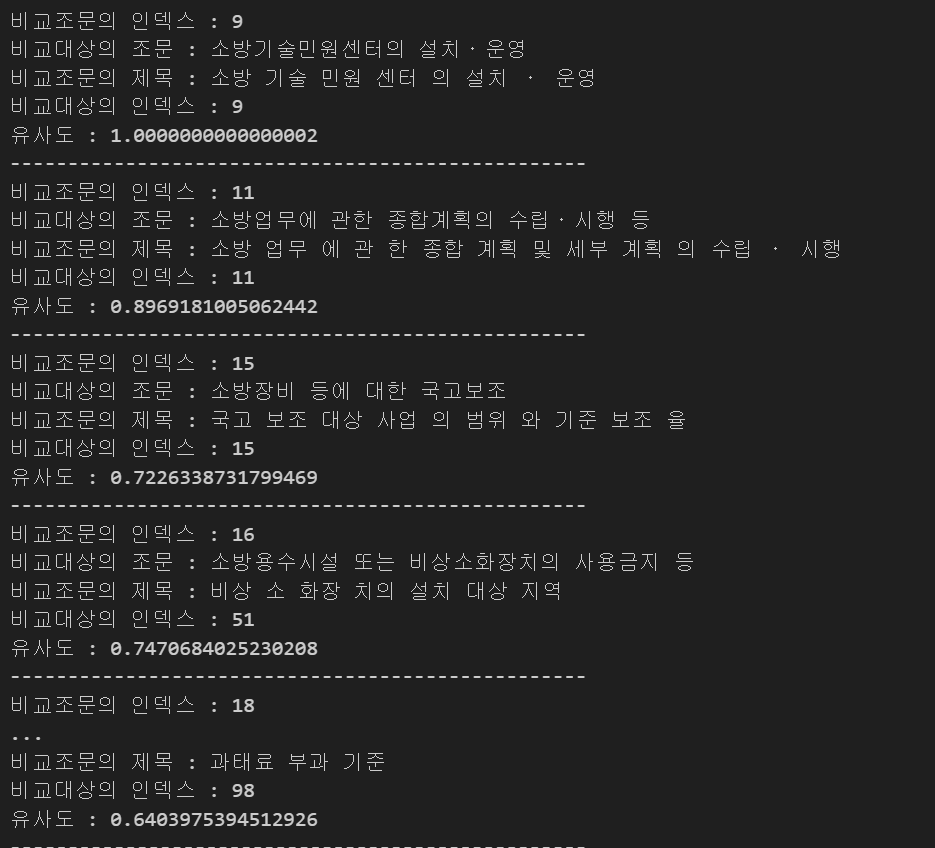 비교조문의 인덱스 : 9
비교대상의 조문 : 소방기술민원센터의 설치ㆍ운영
비교조문의 제목 : 소방 기술 민원 센터 의 설치 ㆍ 운영
비교대상의 인덱스 : 9
유사도 : 1.0000000000000002
--------------------------------------------------
비교조문의 인덱스 : 11
비교대상의 조문 : 소방업무에 관한 종합계획의 수립ㆍ시행 등
비교조문의 제목 : 소방 업무 에 관 한 종합 계획 및 세부 계획 의 수립 ㆍ 시행
비교대상의 인덱스 : 11
유사도 : 0.8969181005062442
--------------------------------------------------
비교조문의 인덱스 : 15
비교대상의 조문 : 소방장비 등에 대한 국고보조
비교조문의 제목 : 국고 보조 대상 사업 의 범위 와 기준 보조 율
비교대상의 인덱스 : 15
유사도 : 0.7226338731799469
--------------------------------------------------
비교조문의 인덱스 : 16
비교대상의 조문 : 소방용수시설 또는 비상소화장치의 사용금지 등
비교조문의 제목 : 비상 소 화장 치의 설치 대상 지역
비교대상의 인덱스 : 51
유사도 : 0.7470684025230208
--------------------------------------------------
비교조문의 인덱스 : 18
...
비교조문의 제목 : 과태료 부과 기준
비교대상의 인덱스 : 98
유사도 : 0.6403975394512926
--------------------------------------------------